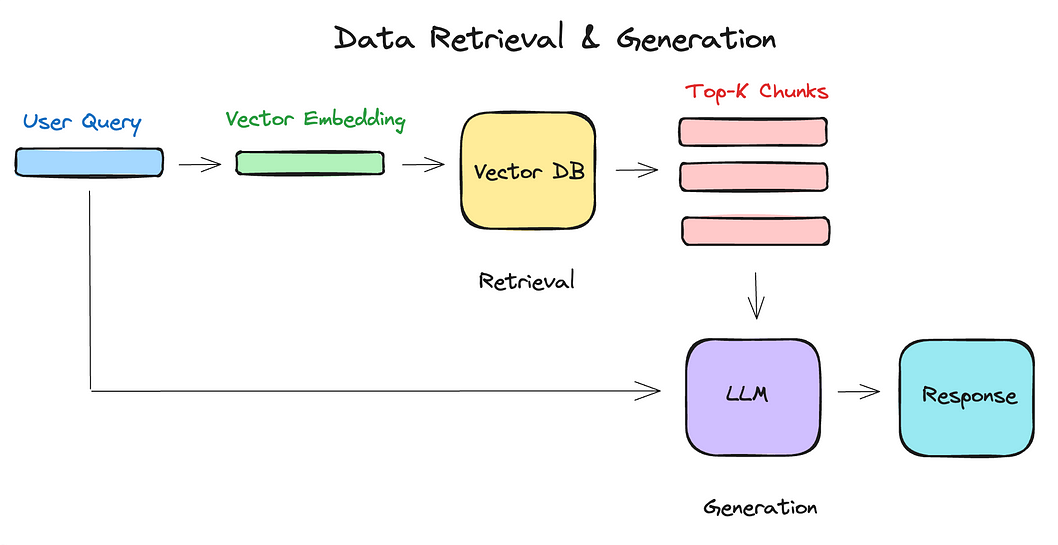 Data Retrieval & Generation
User Query
Vector Embedding
Vector DB
Top-K Chunks
Retrieval
LLM
Response
Generation